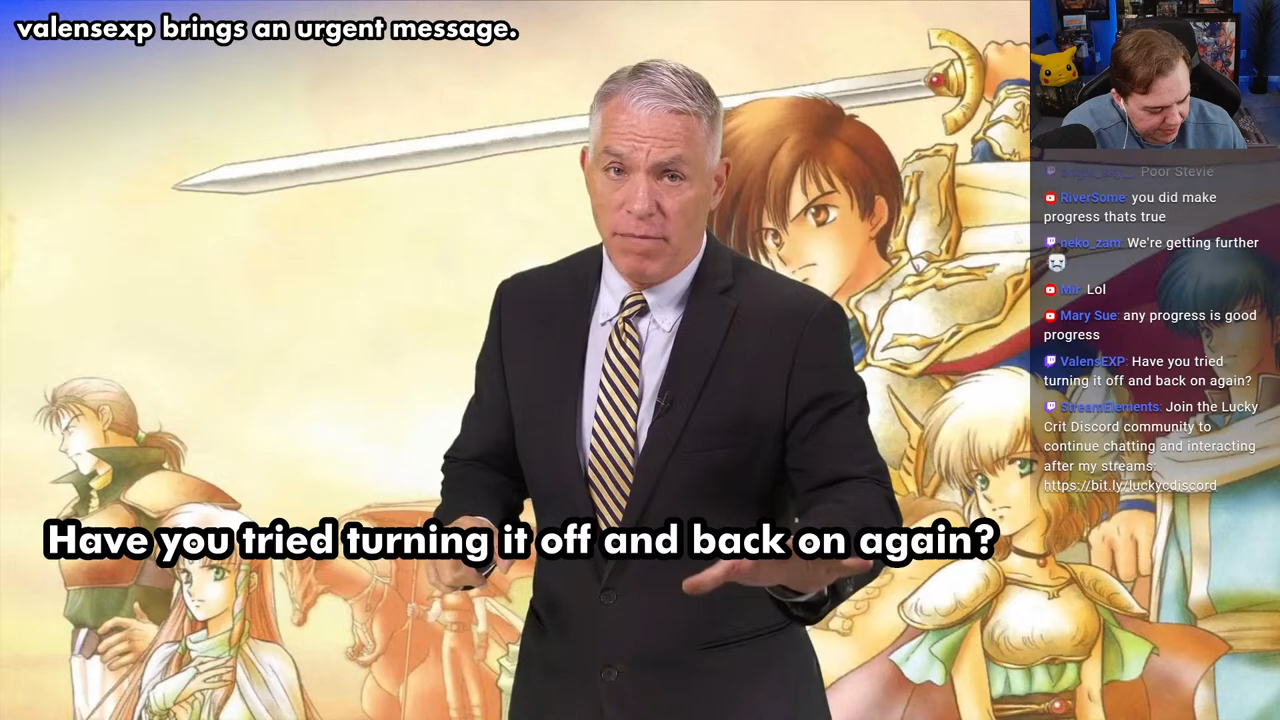 valensexp brings an urgent message.
Have you tried turning it off and back on again?
Poor Stevie
RiverSome: you did make
progress thats true
neko_zam: We're getting further
Mir: Lol
Mary Sue: any progress is good
progress
ValensEXP: Have you tried
turning it off and back on again?
StreamElements: Join the Lucky
Crit Discord community to
continue chatting and interacting
after my streams:
https://bit.ly/luckycdiscord